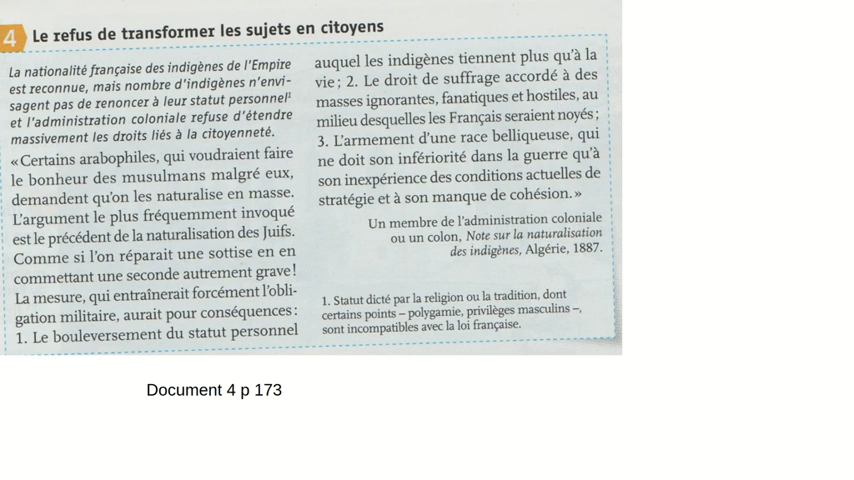 4 Le refus de transformer les sujets en citoyens
La nationalité française des indigènes de l'Empire
est reconnue, mais nombre d'indigènes n'envi-
sagent pas de renoncer à leur statut personnel¹
et l'administration coloniale refuse d'étendre
massivement les droits liés à la citoyenneté.
« Certains arabophiles, qui voudraient faire
le bonheur des musulmans malgré eux,
demandent qu'on les naturalise en masse.
L'argument le plus fréquemment invoqué
est le précédent de la naturalisation des Juifs.
Comme si l'on réparait une sottise en en
commettant une seconde autrement grave!
La mesure, qui entraînerait forcément l'obli-
gation militaire, aurait pour conséquences :
1. Le bouleversement du statut personnel
auquel les indigènes tiennent plus qu'à la
vie ; 2. Le droit de suffrage accordé à des
masses ignorantes, fanatiques et hostiles, au
milieu desquelles les Français seraient noyés ;
3. L'armement d'une race belliqueuse, qui
ne doit son infériorité dans la guerre qu'à
son inexpérience des conditions actuelles de
stratégie et à son manque de cohésion. »
Un membre de l'administration coloniale
ou un colon, Note sur la naturalisation
des indigènes, Algérie, 1887.
1. Statut dicté par la religion ou la tradition, dont
certains points – polygamie, privilèges masculins –,
sont incompatibles avec la loi française.
Document 4 p 173